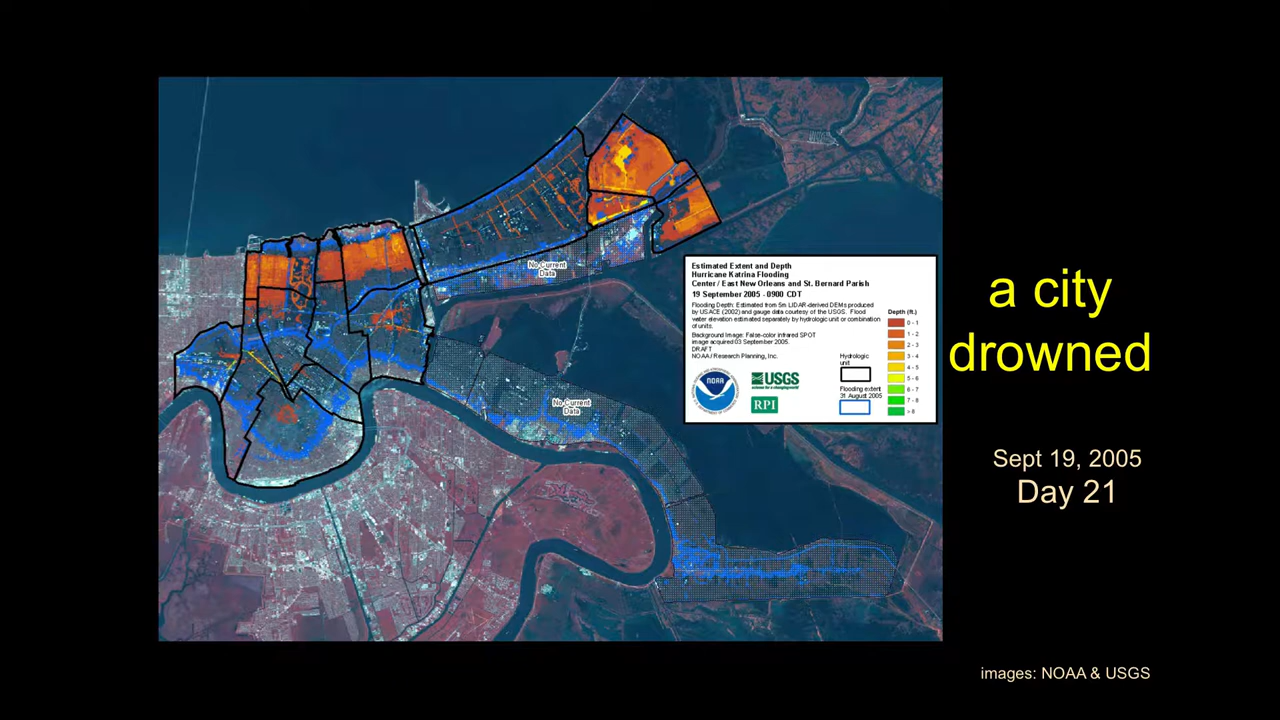 No Current
Data
No Current
Data
Estimated Extent and Depth
Hurricane Katrina Flooding
Center / East New Orleans and St. Bernard Parish
19 September 2005 - 0900 CDT
Flooding Depth: Estimated from 5m LIDAR-derived DEMs produced
by USACE (2002) and gauge data courtesy of the USGS. Flood
water elevation estimated separately by hydrologic unit or combination
of units.
Background Image: False-color infrared SPOT
image acquired 03 September 2005.
DRAFT
NOAA / Research Planning, Inc.
NOAA
USGS
science for a changing world
RPI
Hydrologic
unit
Flooding extent
31 August 2005
Depth (ft.)
0 - 1
1 - 2
2 - 3
3 - 4
4 - 5
5 - 6
6 - 7
7 - 8
> 8
a city
drowned
Sept 19, 2005
Day 21
images: NOAA & USGS